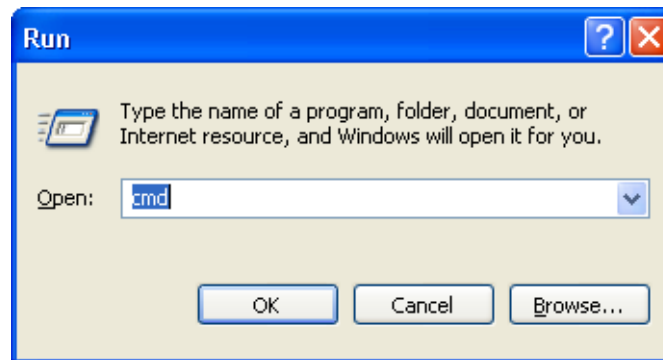 Run
Type the name of a program, folder, document, or
Internet resource, and Windows will open it for you.
Open: cmd
OK Cancel Browse...